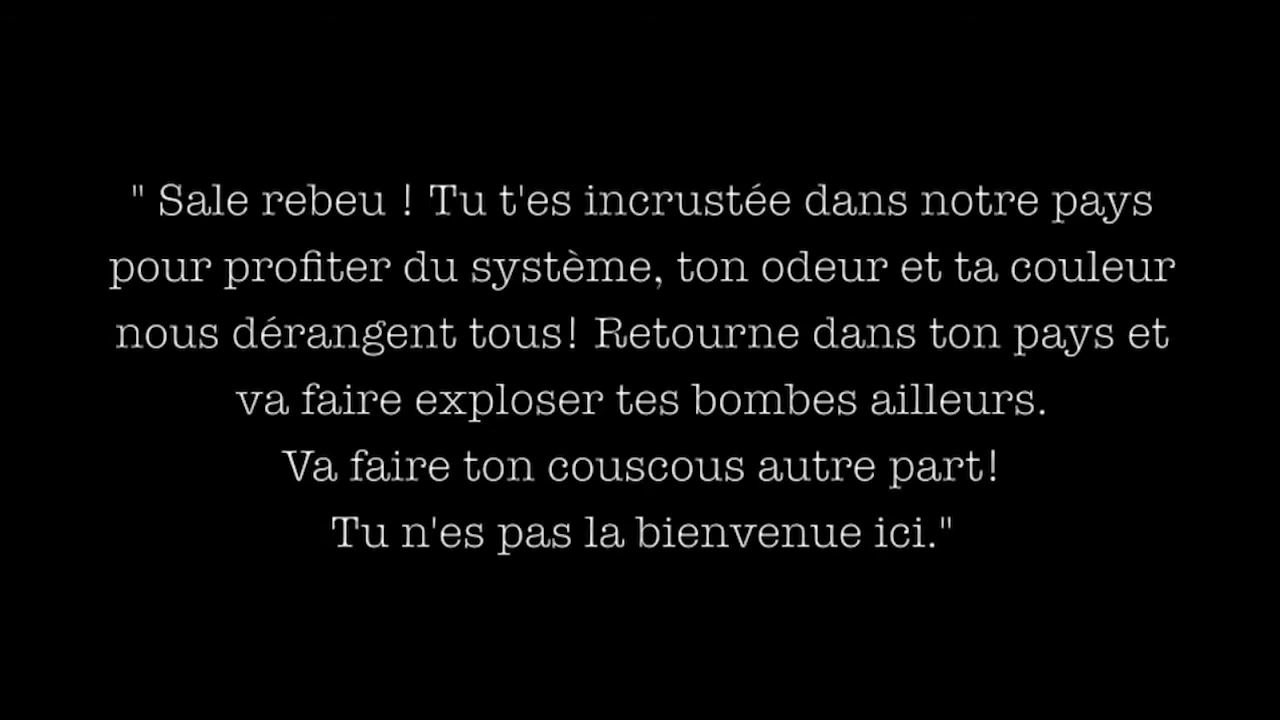 " Sale rebeu ! Tu t'es incrustée dans notre pays
pour profiter du système, ton odeur et ta couleur
nous dérangent tous! Retourne dans ton pays et
va faire exploser tes bombes ailleurs.
Va faire ton couscous autre part!
Tu n'es pas la bienvenue ici."